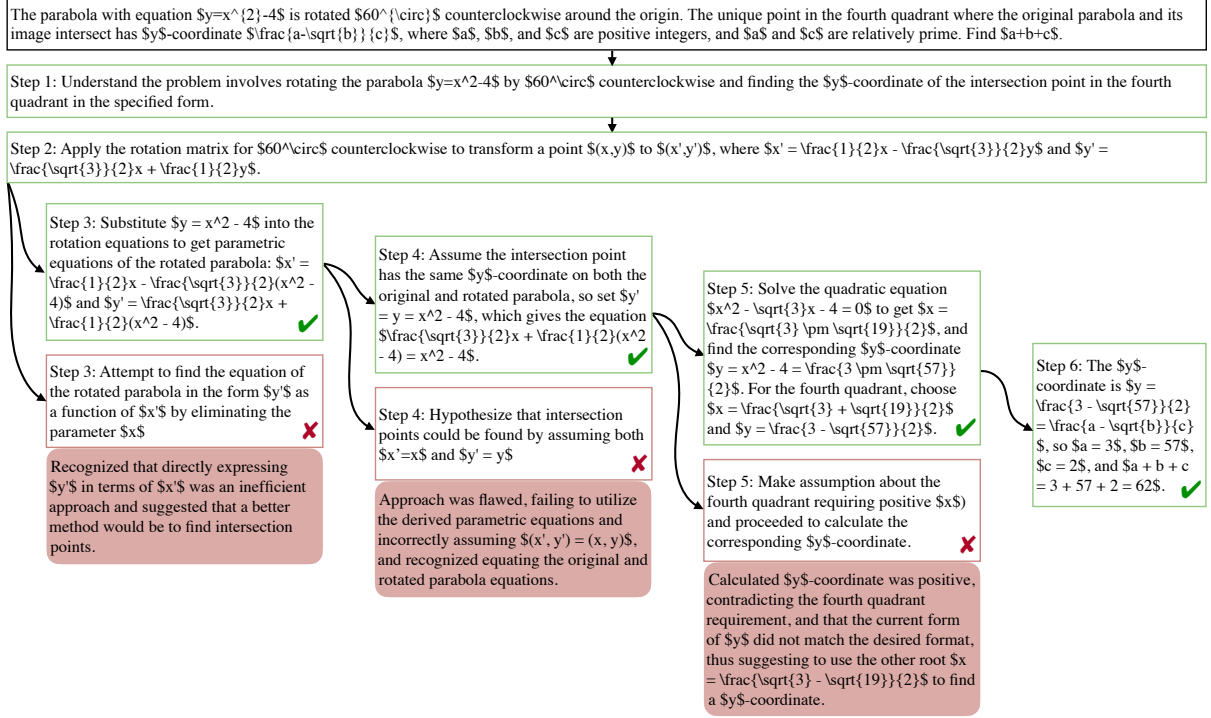 The parabola with equation $y=x^{2}-4$ is rotated $60^{\circ}$ counterclockwise around the origin. The unique point in the fourth quadrant where the original parabola and its
image intersect has $y$-coordinate $\frac{a-\sqrt{b}}{c}$, where $a$, $b$, and $c$ are positive integers, and $a$ and $c$ are relatively prime. Find $a+b+c$.
Step 1: Understand the problem involves rotating the parabola $y=x^2-4$ by $60^\circ$ counterclockwise and finding the $y$-coordinate of the intersection point in the fourth
quadrant in the specified form.
Step 2: Apply the rotation matrix for $60^\circ$ counterclockwise to transform a point $(x,y)$ to $(x',y')$, where $x' = \frac{1}{2}x - \frac{\sqrt{3}}{2}y$ and $y' =
\frac{\sqrt{3}}{2}x + \frac{1}{2}y$.
Step 3: Substitute $y = x^2 - 4$ into the
rotation equations to get parametric
equations of the rotated parabola: $x' =
\frac{1}{2}x - \frac{\sqrt{3}}{2}(x^2 -
4)$ and $y' = \frac{\sqrt{3}}{2}x +
\frac{1}{2}(x^2 - 4)$.
Step 3: Attempt to find the equation of
the rotated parabola in the form $y'$ as
a function of $x'$ by eliminating the
parameter $x$
Recognized that directly expressing
$y'$ in terms of $x'$ was an inefficient
approach and suggested that a better
method would be to find intersection
points.
Step 4: Assume the intersection point
has the same $y$-coordinate on both the
original and rotated parabola, so set $y'
= y = x^2 - 4$, which gives the equation
$\frac{\sqrt{3}}{2}x + \frac{1}{2}(x^2
- 4) = x^2 - 4$.
Step 4: Hypothesize that intersection
points could be found by assuming both
$x'=x$ and $y' = y$
Approach was flawed, failing to utilize
the derived parametric equations and
incorrectly assuming $(x', y') = (x, y)$,
and recognized equating the original and
rotated parabola equations.
Step 5: Solve the quadratic equation
$x^2 - \sqrt{3}x - 4 = 0$ to get $x =
\frac{\sqrt{3} \pm \sqrt{19}}{2}$, and
find the corresponding $y$-coordinate
$y = x^2 - 4 = \frac{3 \pm \sqrt{57}}
{2}$. For the fourth quadrant, choose
$x = \frac{\sqrt{3} + \sqrt{19}}{2}$
and $y = \frac{3 - \sqrt{57}}{2}$.
Step 5: Make assumption about the
fourth quadrant requiring positive $x$)
and proceeded to calculate the
corresponding $y$-coordinate.
Calculated $y$-coordinate was positive,
contradicting the fourth quadrant
requirement, and that the current form
of $y$ did not match the desired format,
thus suggesting to use the other root $x
= \frac{\sqrt{3} - \sqrt{19}}{2}$ to find
a $y$-coordinate.
Step 6: The $y$-
coordinate is $y =
\frac{3 - \sqrt{57}}{2}
= \frac{a - \sqrt{b}}{c}
$, so $a = 3$, $b = 57$,
$c = 2$, and $a + b + c
= 3 + 57 + 2 = 62$.